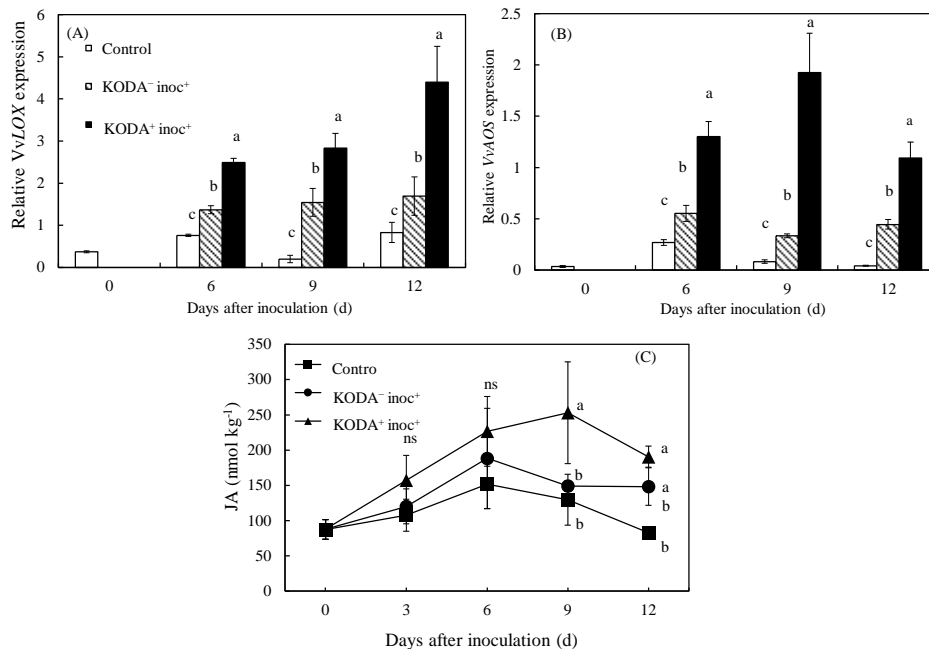 (A)
Relative VvLOX expression
6
5
4
3
2
1
0
Control
KODA⁻ inoc⁺
KODA⁺ inoc⁺
c
b
a
c
b
a
c
b
a
0
6
9
12
Days after inoculation (d)
(B)
Relative VvAOS expression
2.5
2
1.5
1
0.5
0
c
b
a
c
b
a
c
b
a
0
6
9
12
Days after inoculation (d)
(C)
JA (nmol kg⁻¹)
350
300
250
200
150
100
50
0
Contro
KODA⁻ inoc⁺
KODA⁺ inoc⁺
ns
ns
a
b
b
a
a
b
b
0
3
6
9
12
Days after inoculation (d)